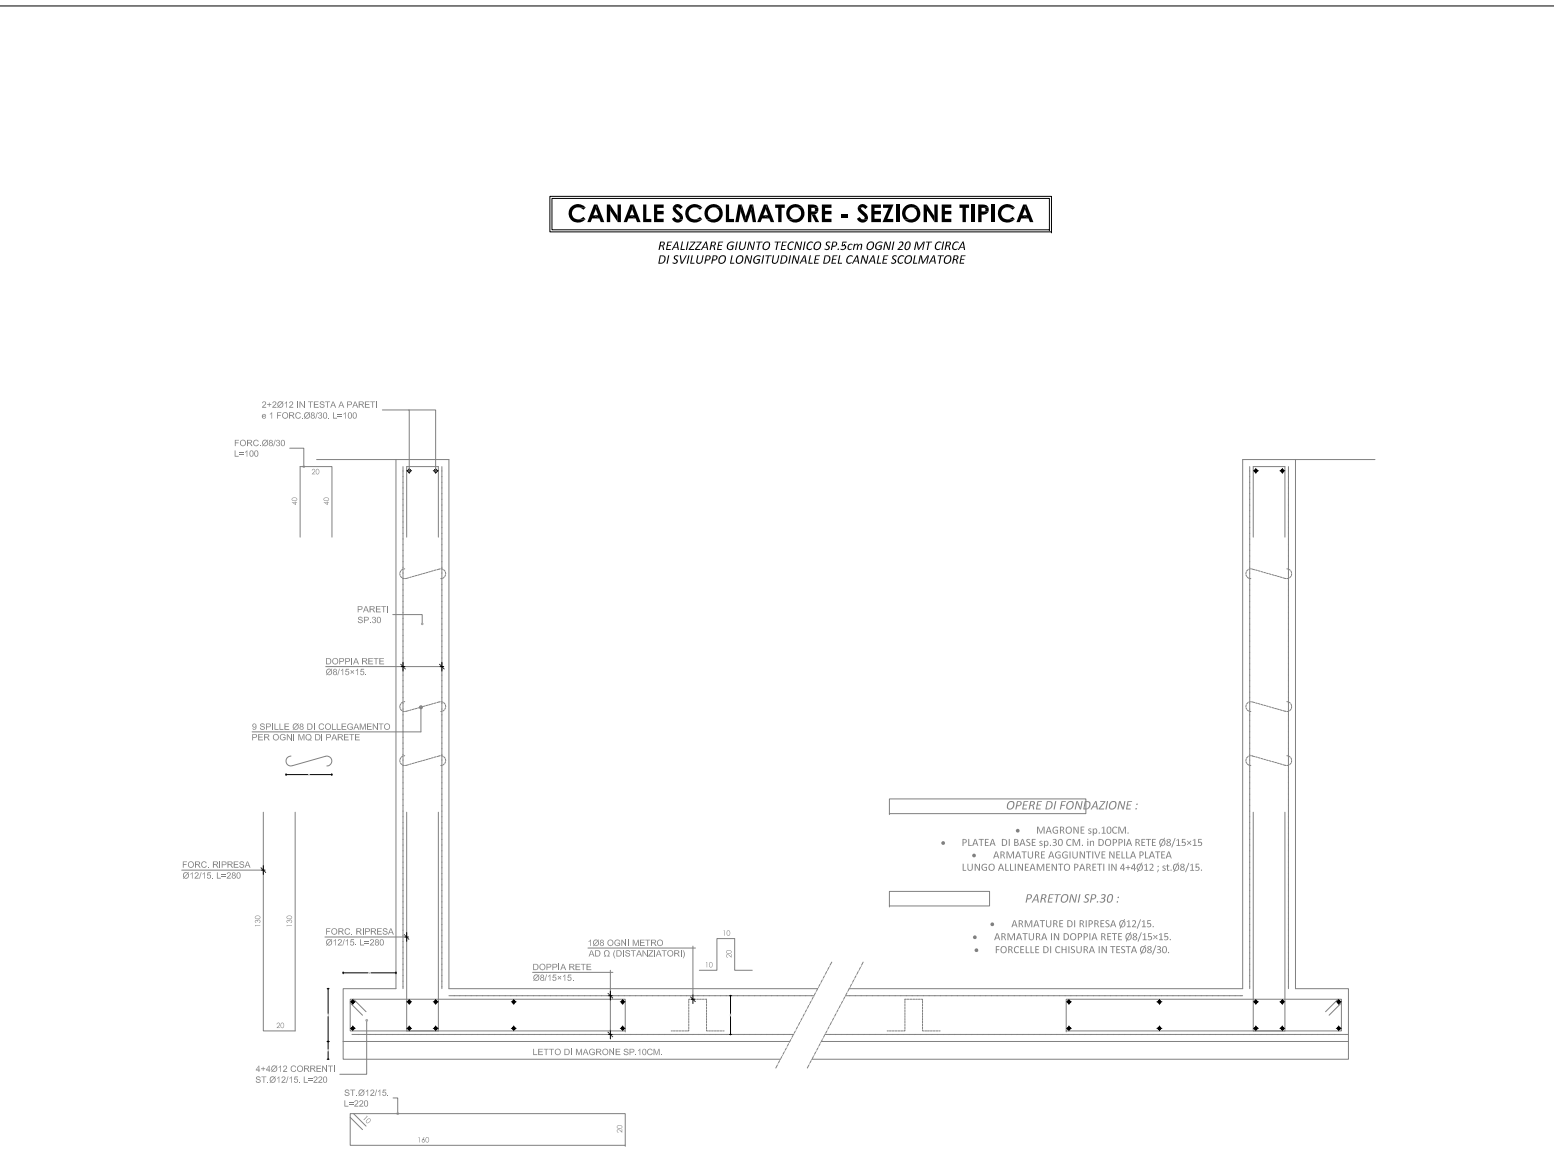 CANALE SCOLMATORE - SEZIONE TIPICA
REALIZZARE GIUNTO TECNICO SP.5cm OGNI 20 MT CIRCA
DI SVILUPPO LONGITUDINALE DEL CANALE SCOLMATORE
2+2Ø12 IN TESTA A PARETI
e 1 FORC.Ø8/30. L=100
FORC.Ø8/30
L=100
20
40
40
PARETI
SP.30
DOPPIA RETE
Ø8/15×15.
9 SPILLE Ø8 DI COLLEGAMENTO
PER OGNI MQ DI PARETE
FORC. RIPRESA
Ø12/15. L=280
130
130
20
FORC. RIPRESA
Ø12/15. L=280
1Ø8 OGNI METRO
AD Ω (DISTANZIATORI)
10
10
20
DOPPIA RETE
Ø8/15×15.
OPERE DI FONDAZIONE :
• MAGRONE sp.10CM.
• PLATEA DI BASE sp.30 CM. in DOPPIA RETE Ø8/15×15
• ARMATURE AGGIUNTIVE NELLA PLATEA
LUNGO ALLINEAMENTO PARETI IN 4+4Ø12 ; st.Ø8/15.
PARETONI SP.30 :
• ARMATURE DI RIPRESA Ø12/15.
• ARMATURA IN DOPPIA RETE Ø8/15×15.
• FORCELLE DI CHISURA IN TESTA Ø8/30.
LETTO DI MAGRONE SP.10CM.
4+4Ø12 CORRENTI
ST.Ø12/15. L=220
ST.Ø12/15.
L=220
10
160
20